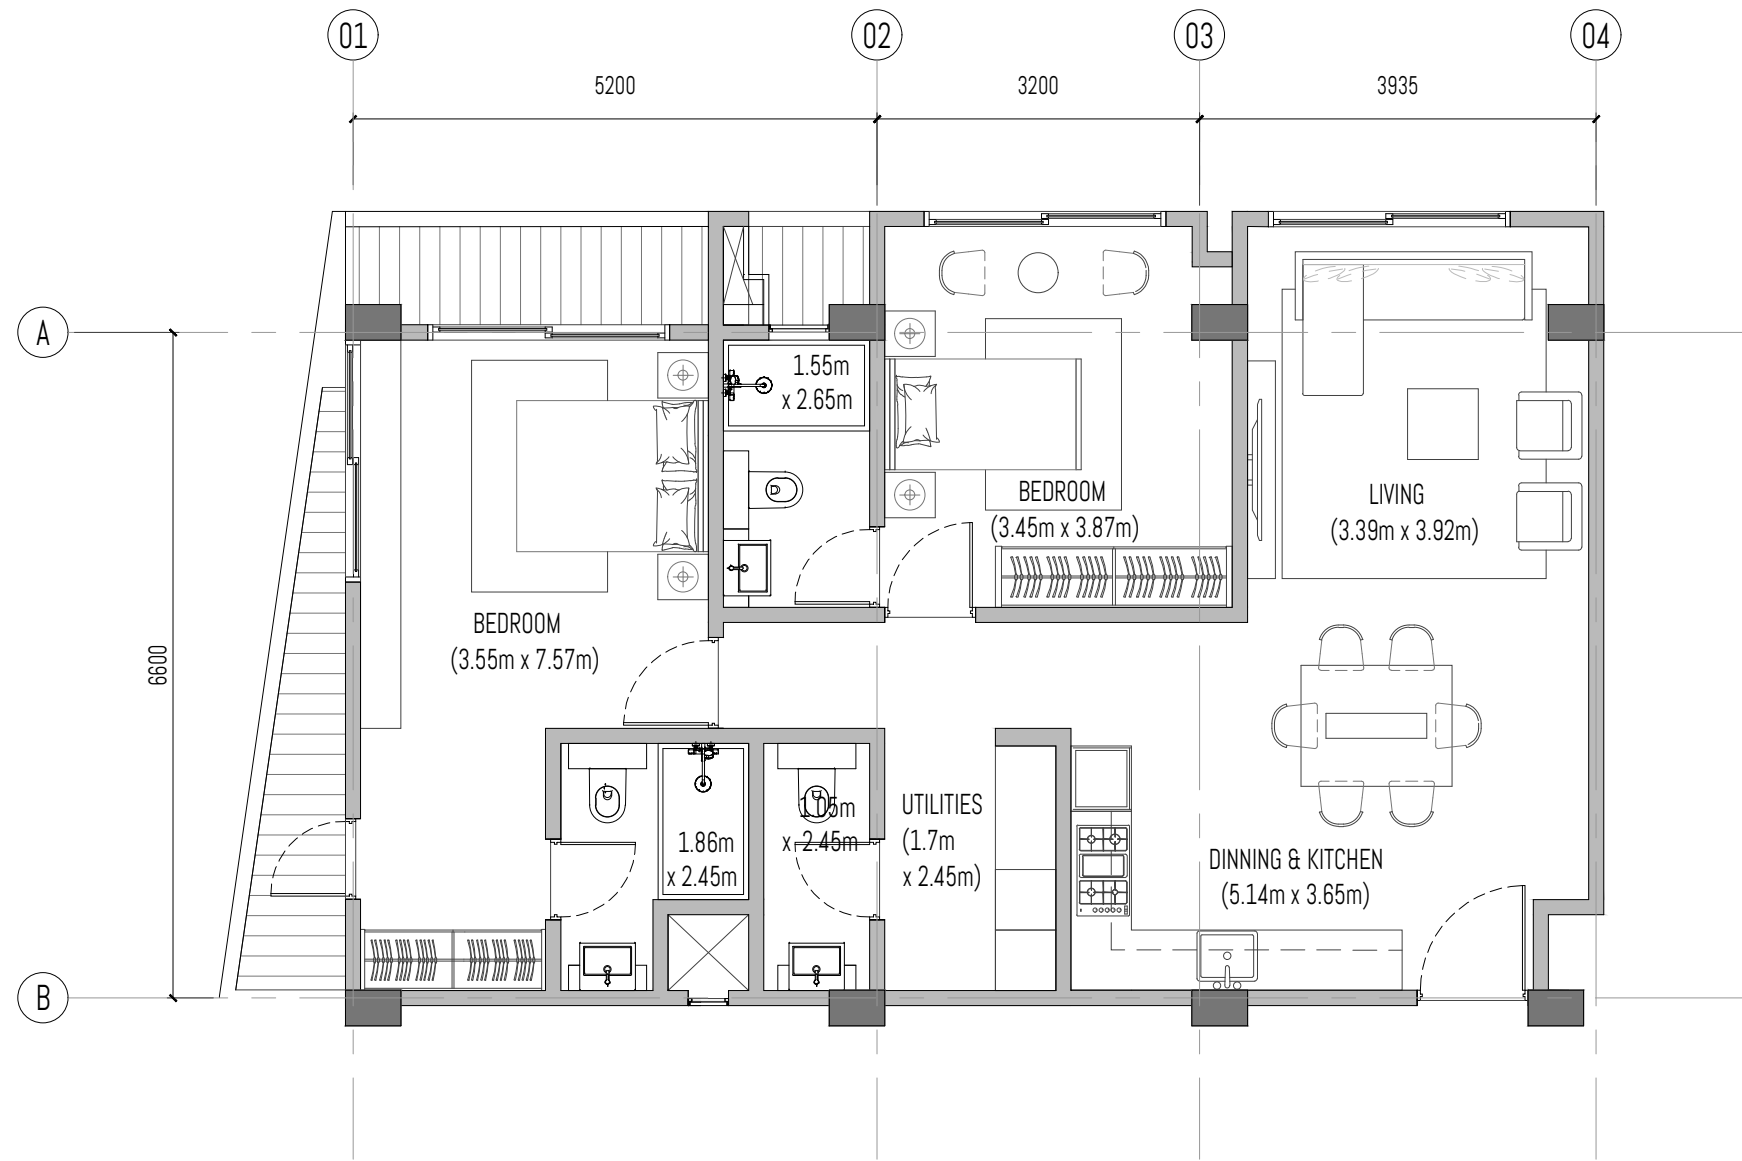 01
02
03
04
5200
3200
3935
A
1.55m
x 2.65m
BEDROOM
(3.45m x 3.87m)
LIVING
(3.39m x 3.92m)
BEDROOM
(3.55m x 7.57m)
6600
1.05m
x 2.45m
UTILITIES
(1.7m
x 2.45m)
1.86m
x 2.45m
DINNING & KITCHEN
(5.14m x 3.65m)
B